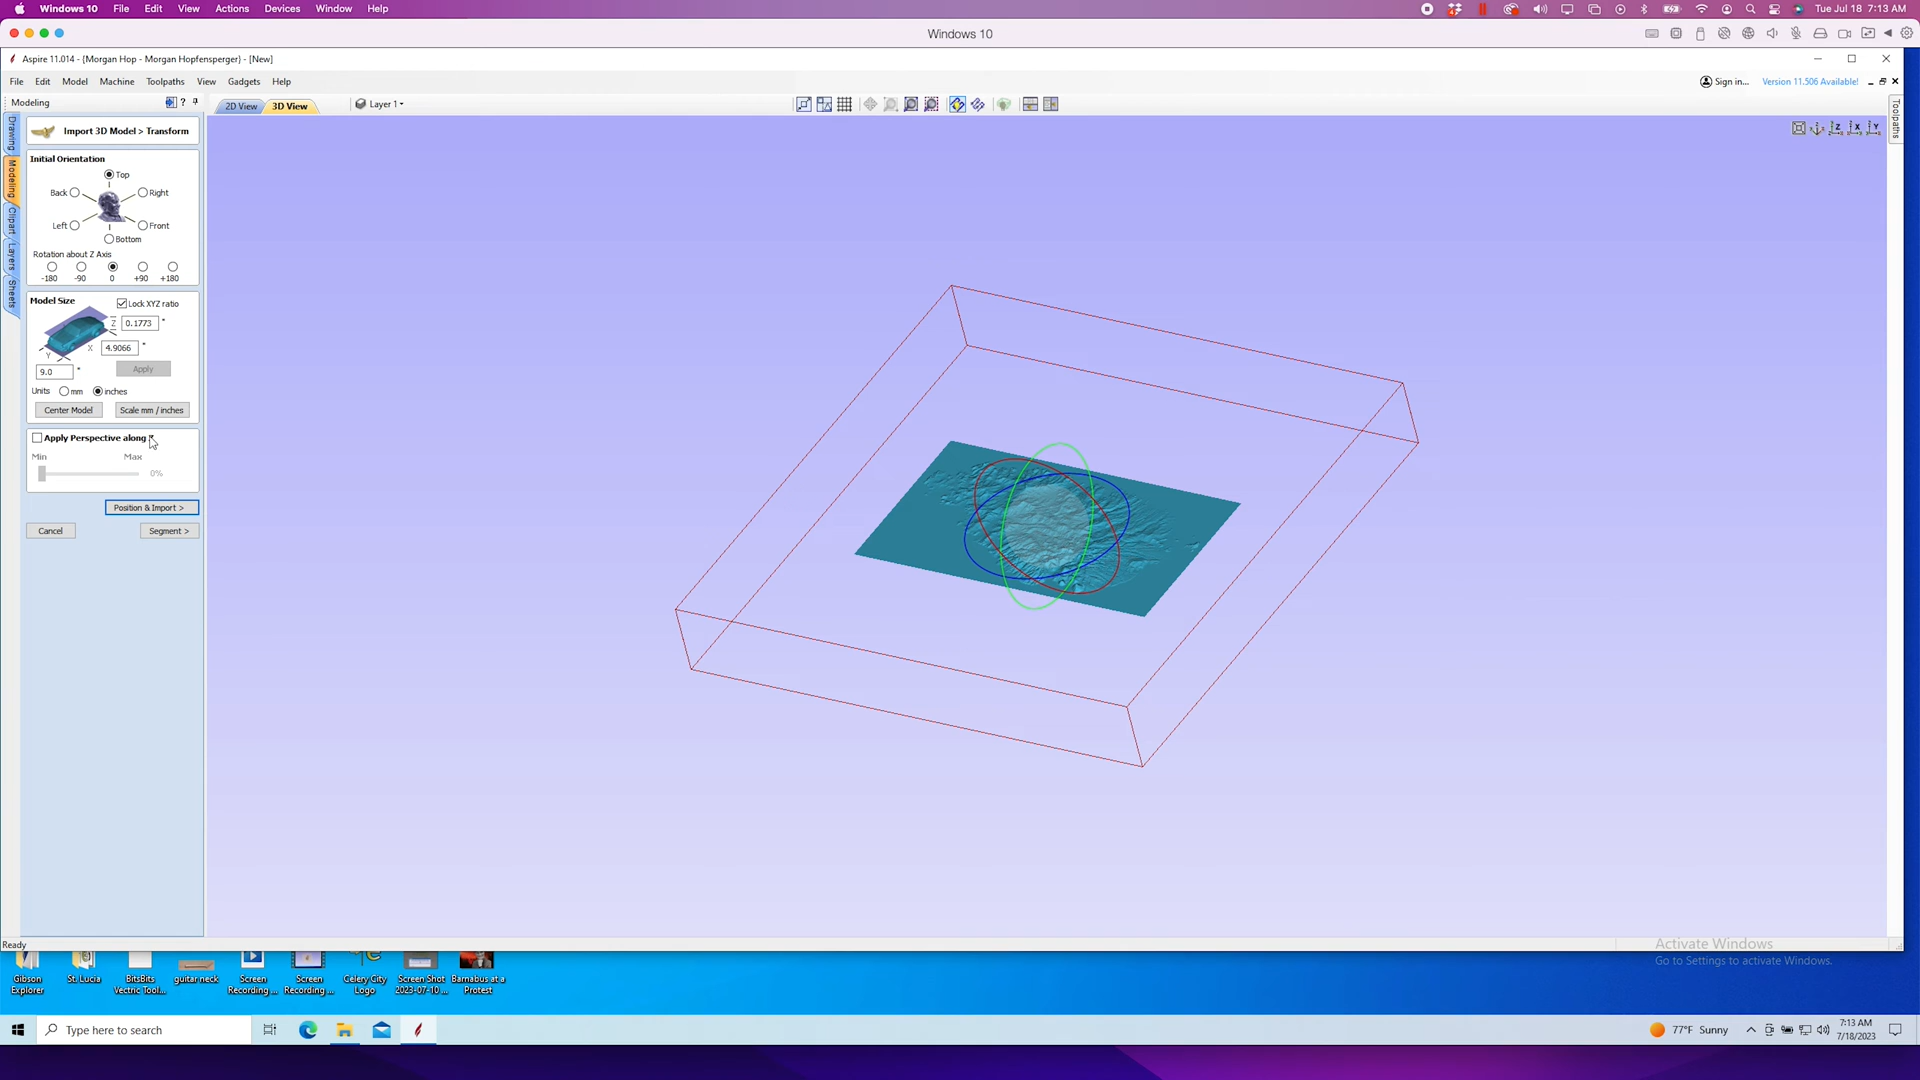 Windows 10 File Edit View Actions Devices Window Help Tue Jul 18 7:13 AM
Windows 10
Aspire 11.014 - {Morgan Hop - Morgan Hopfensperger} - [New]
File Edit Model Machine Toolpaths View Gadgets Help Sign in... Version 11.506 Available!
Modeling ?
2D View 3D View Layer 1
Drawing
Modeling
Clipart
Layers
Sheets
Toolpaths
Import 3D Model > Transform
Initial Orientation
Top
Back Right
Left Front
Bottom
Rotation about Z Axis
-180 -90 0 +90 +180
Model Size Lock XYZ ratio
Z 0.1773 "
X 4.9066 "
Y
9.0 " Apply
Units mm inches
Center Model Scale mm / inches
Apply Perspective along
Min Max
0%
Position & Import >
Cancel Segment >
Z X Y
Ready
Activate Windows
Go to Settings to activate Windows.
Gibson Explorer
St. Lucia
BitsBits Vectric Tool...
guitar neck
Screen Recording ...
Screen Recording ...
Celery City Logo
Screen Shot 2023-07-10 ...
Barnabus at a Protest
Type here to search
77°F Sunny
7:13 AM
7/18/2023